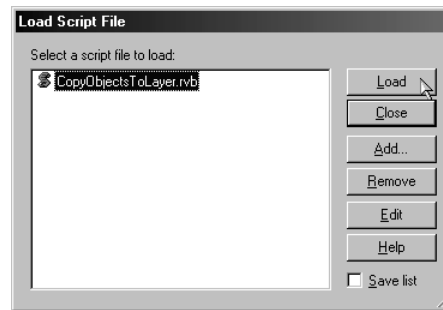 Load Script File
Select a script file to load:
CopyObjectsToLayer.rvb
Load
Close
Add...
Remove
Edit
Help
Save list